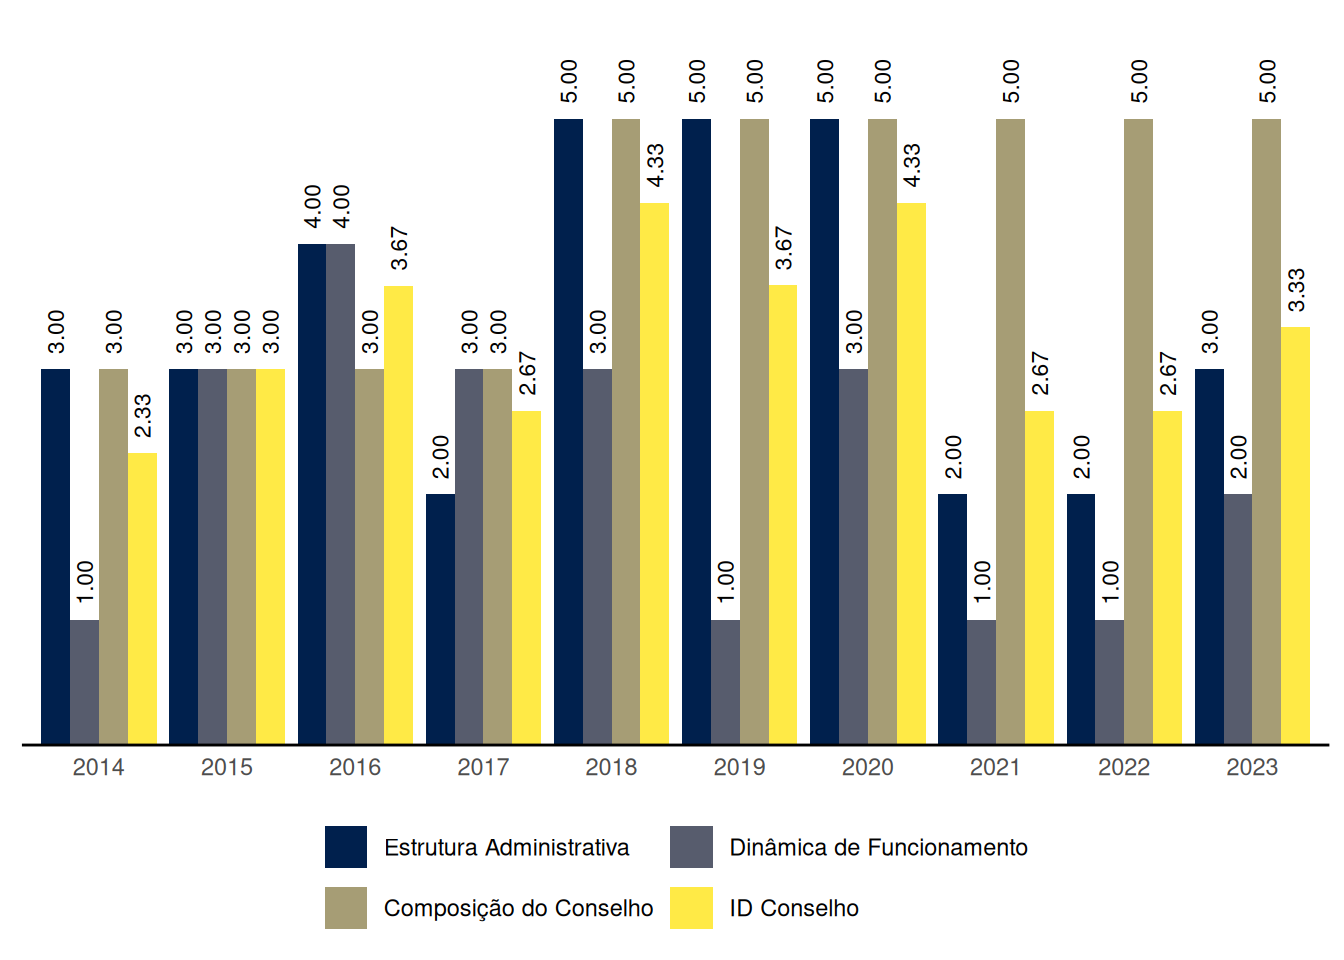 5.00 5.00 5.00 5.00 5.00 5.00 5.00 5.00 5.00
4.33 4.33
4.00 4.00
3.67 3.67
3.33
3.00 3.00 3.00 3.00 3.00 3.00 3.00 3.00 3.00 3.00 3.00 3.00
2.67 2.67 2.67
2.33
2.00 2.00 2.00 2.00
1.00 1.00 1.00 1.00
2014 2015 2016 2017 2018 2019 2020 2021 2022 2023
Estrutura Administrativa Dinâmica de Funcionamento
Composição do Conselho ID Conselho